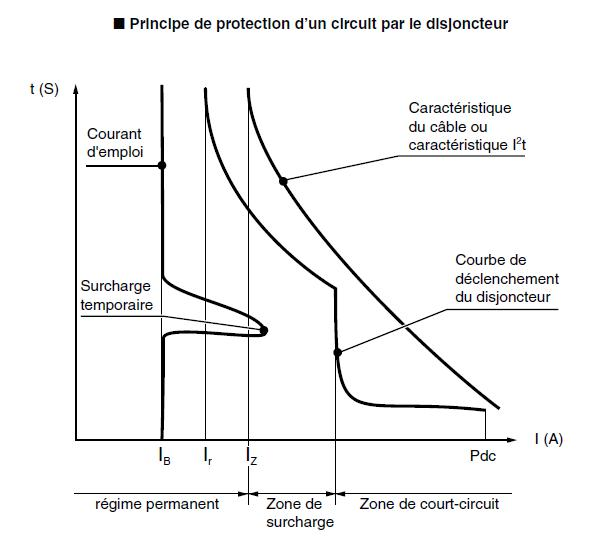 ■ Principe de protection d'un circuit par le disjoncteur
t (S)
Caractéristique
du câble ou
caractéristique I²t
Courant
d'emploi
Courbe de
déclenchement
du disjoncteur
Surcharge
temporaire
I (A)
IB Ir IZ Pdc
régime permanent Zone de Zone de court-circuit
surcharge